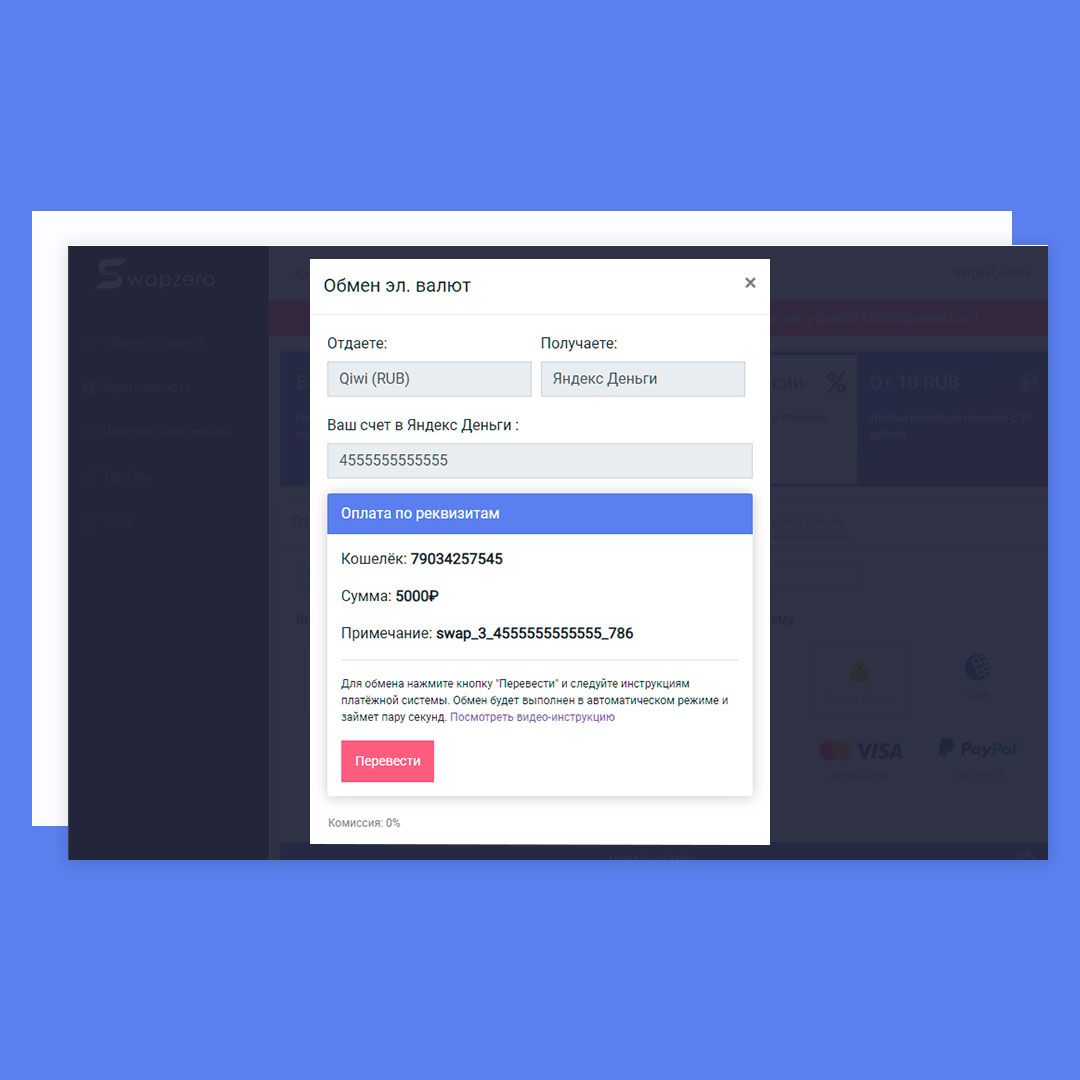 Swapzero
SergeyLomov
Обмен эл. валют
Отдаете:
Получаете:
Qiwi (RUB)
Яндекс Деньги
Ваш счет в Яндекс Деньги :
4555555555555
Оплата по реквизитам
Кошелёк: 79034257545
Сумма: 5000₽
Примечание: swap_3_4555555555555_786
Для обмена нажмите кнопку "Перевести" и следуйте инструкциям
платёжной системы. Обмен будет выполнен в автоматическом режиме и
займет пару секунд. Посмотреть видео-инструкцию
Перевести
Комиссия: 0%
Обмен эл. валют
Криптовалюта
Интернет-магазинам
Тарифы
F.A.Q
%
От 10 RUB
Любые операции начиная с 10
рублей.
Яндекс Деньги
VISA
PayPal